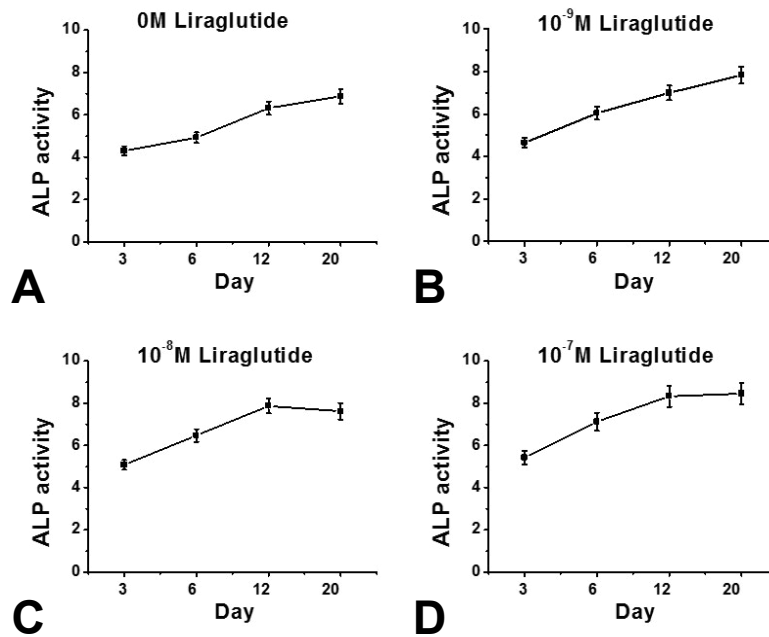 0M Liraglutide
ALP activity
10
8
6
4
2
0
3 6 12 20
Day
A
10⁻⁹M Liraglutide
ALP activity
10
8
6
4
2
0
3 6 12 20
Day
B
10⁻⁸M Liraglutide
ALP activity
10
8
6
4
2
0
3 6 12 20
Day
C
10⁻⁷M Liraglutide
ALP activity
10
8
6
4
2
0
3 6 12 20
Day
D